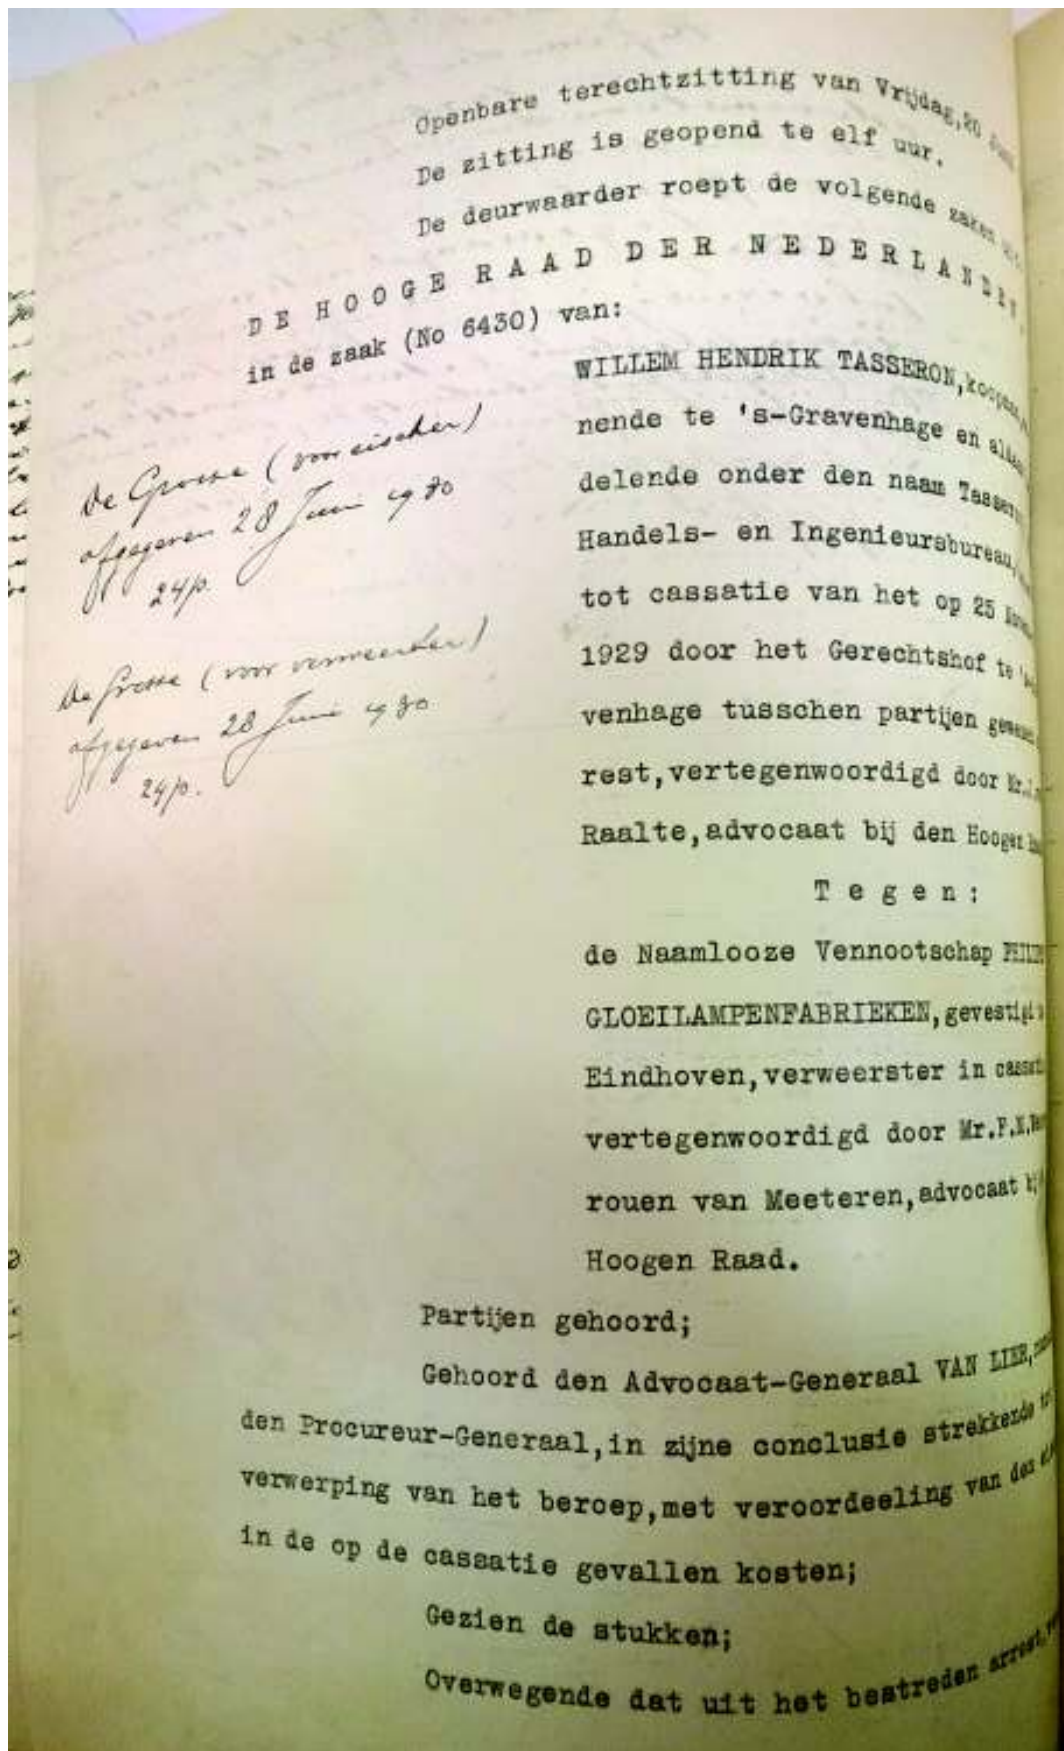 Openbare terechtzitting van Vrijdag, 20
De zitting is geopend te elf uur.
De deurwaarder roept de volgende zaken
DE HOOGE RAAD DER NEDERLANDEN,
in de zaak (No 6430) van:
WILLEM HENDRIK TASSERON,
nende te 's-Gravenhage en
delende onder den naam
Handels- en Ingenieursbureau,
tot cassatie van het op 25
1929 door het Gerechtshof te
venhage tusschen partijen
rest, vertegenwoordigd door Mr.
Raalte, advocaat bij den Hoogen
Tegen:
de Naamlooze Vennootschap
GLOEILAMPENFABRIEKEN, gevestigd
Eindhoven, verweerster in
vertegenwoordigd door Mr.
rouen van Meeteren, advocaat
Hoogen Raad.
De Grosse (voor eischer)
afgegeven 28 Juni 1930
24/p.
De Grosse (voor verweerster)
afgegeven 28 Juni 1930
24/p.
Partijen gehoord;
Gehoord den Advocaat-Generaal VAN LIER,
den Procureur-Generaal, in zijne conclusie strekkende
verwerping van het beroep, met veroordeeling van den
in de op de cassatie gevallen kosten;
Gezien de stukken;
Overwegende dat uit het bestreden arrest,